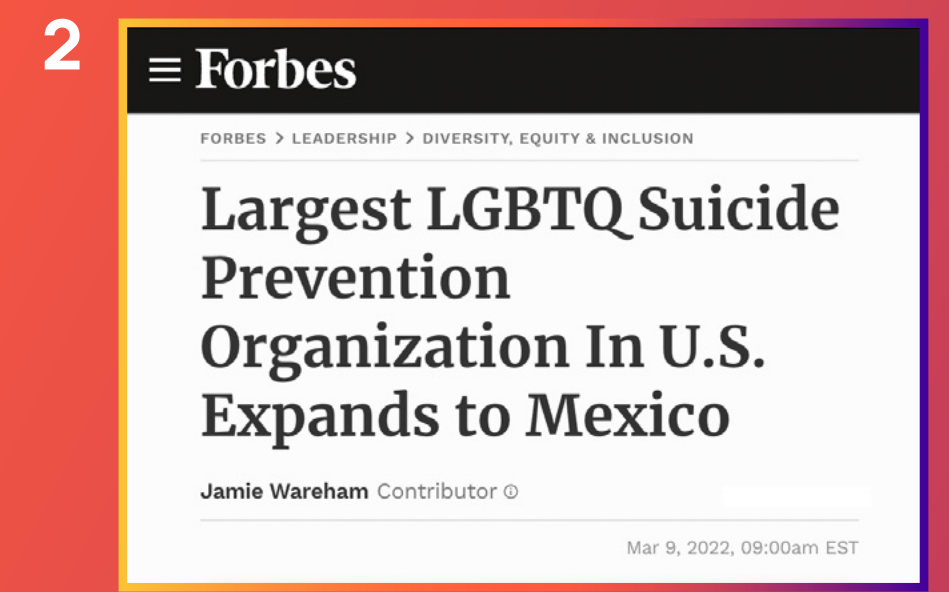 2
Forbes
FORBES > LEADERSHIP > DIVERSITY, EQUITY & INCLUSION
Largest LGBTQ Suicide
Prevention
Organization In U.S.
Expands to Mexico
Jamie Wareham Contributor
Mar 9, 2022, 09:00am EST